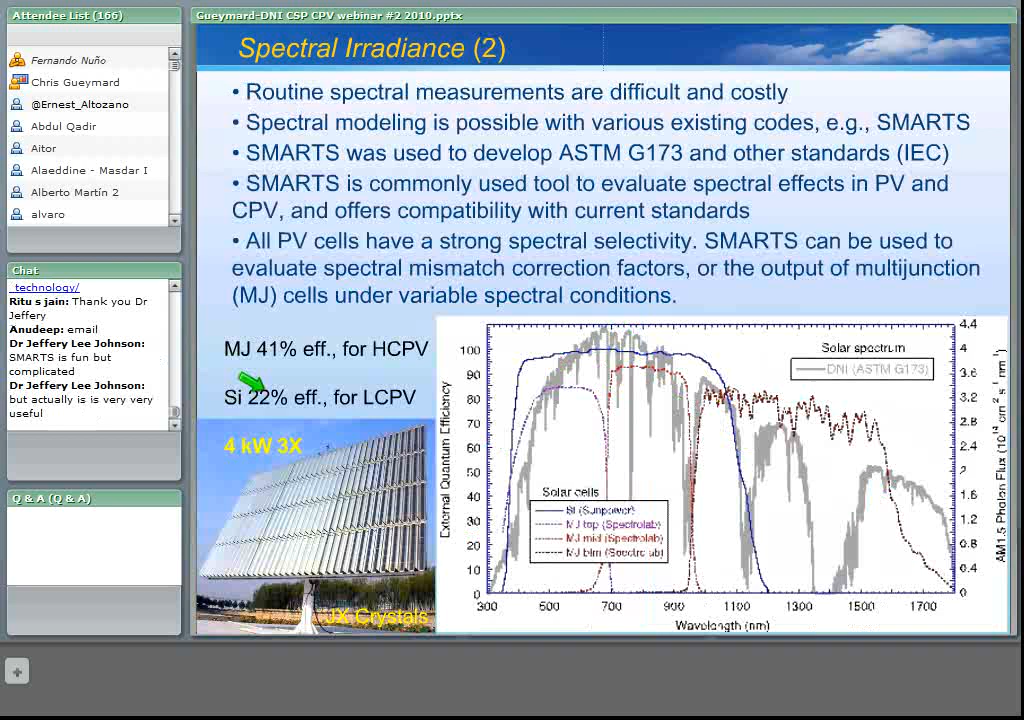 Attendee List (166)
Fernando Nuño
Chris Gueymard
@Ernest_Altozano
Abdul Qadir
Aitor
Alaeddine - Masdar I
Alberto Martín 2
alvaro
Chat
technology/
Ritu s jain: Thank you Dr
Jeffery
Anudeep: email
Dr Jeffery Lee Johnson:
SMARTS is fun but
complicated
Dr Jeffery Lee Johnson:
but actually is is very very
useful
Q & A (Q & A)
Gueymard-DNI CSP CPV webinar #2 2010.pptx
Spectral Irradiance (2)
• Routine spectral measurements are difficult and costly
• Spectral modeling is possible with various existing codes, e.g., SMARTS
• SMARTS was used to develop ASTM G173 and other standards (IEC)
• SMARTS is commonly used tool to evaluate spectral effects in PV and
CPV, and offers compatibility with current standards
• All PV cells have a strong spectral selectivity. SMARTS can be used to
evaluate spectral mismatch correction factors, or the output of multijunction
(MJ) cells under variable spectral conditions.
MJ 41% eff., for HCPV
Si 22% eff., for LCPV
4 kW 3X
JX Crystals
External Quantum Efficiency
100
90
80
70
60
50
40
30
20
10
0
Solar spectrum
DNI (ASTM G173)
Solar cells
Si (Sunpower)
MJ top (Spectrolab)
MJ mid (Spectrolab)
MJ btm (Spectrolab)
4.4
4
3.6
3.2
2.8
2.4
2
1.6
1.2
0.8
0.4
0
AM1.5 Photon Flux (10¹⁴ cm⁻² s⁻¹ nm⁻¹)
300 500 700 900 1100 1300 1500 1700
Wavelength (nm)